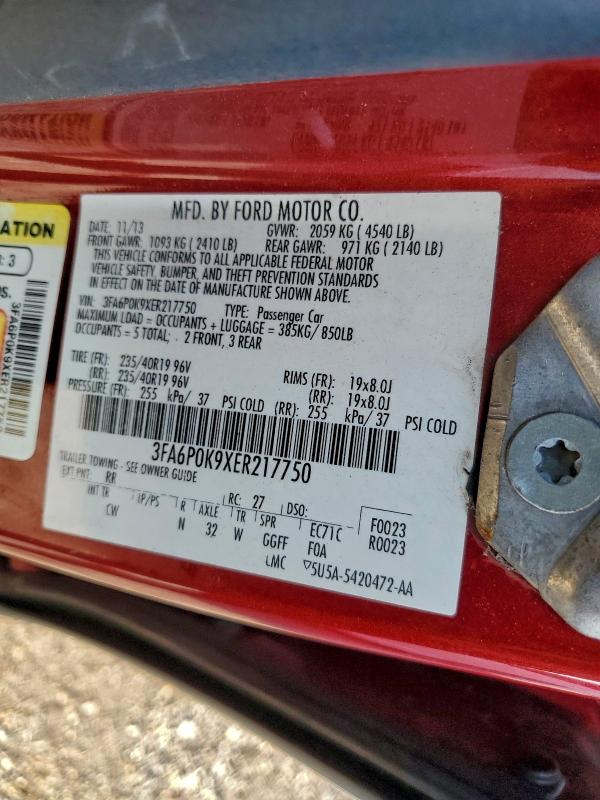 MFD. BY FORD MOTOR CO.
DATE: 11/13 GVWR: 2059 KG ( 4540 LB)
FRONT GAWR: 1093 KG ( 2410 LB) REAR GAWR: 971 KG ( 2140 LB)
THIS VEHICLE CONFORMS TO ALL APPLICABLE FEDERAL MOTOR
VEHICLE SAFETY, BUMPER, AND THEFT PREVENTION STANDARDS
IN EFFECT ON THE DATE OF MANUFACTURE SHOWN ABOVE.
VIN: 3FA6P0K9XER217750 TYPE: Passenger Car
MAXIMUM LOAD = OCCUPANTS + LUGGAGE = 385KG/ 850LB
OCCUPANTS = 5 TOTAL; . 2 FRONT, 3 REAR
TIRE (FR): 235/40R19 96V RIMS (FR): 19x8.0J
(RR): 235/40R19 96V (RR): 19x8.0J
PRESSURE (FR): 255 kPa/ 37 PSI COLD (RR): 255 kPa/ 37 PSI COLD
3FA6P0K9XER217750
TRAILER TOWING - SEE OWNER GUIDE
EXT PNT: RR RC: 27 DSO:
INT TR TP/PS R AXLE TR SPR EC71C F0023
CW N 32 W GGFF FOA R0023
LMC ▽5U5A-5420472-AA
ATION
: 3
3FA6P0K9XER217750